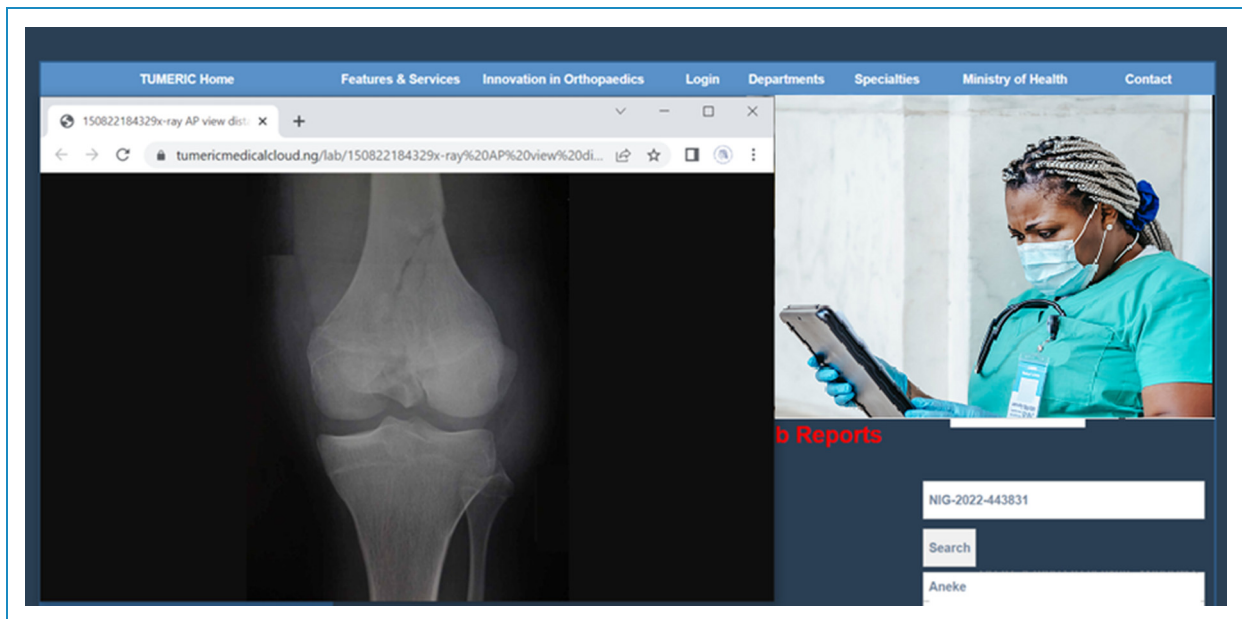 TUMERIC Home Features & Services Innovation in Orthopaedics Login Departments Specialties Ministry of Health Contact
150822184329x-ray AP view dist
tumericmedicalcloud.ng/lab/150822184329x-ray%20AP%20view%20di...
b Reports
NIG-2022-443831
Search
Aneke